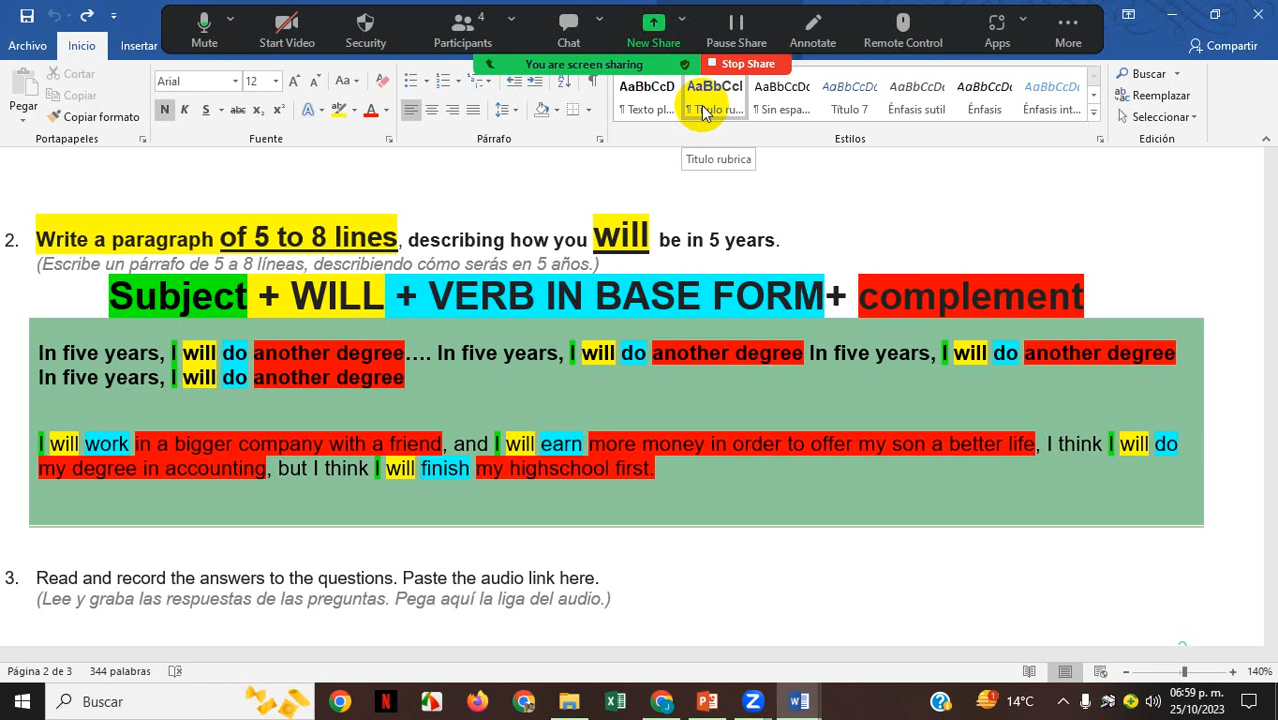 4
Mute
Start Video
Security
Participants
Chat
New Share
Pause Share
Annotate
Remote Control
Apps
More
You are screen sharing
Stop Share
Archivo
Inicio
Insertar
Compartir
Pegar
Cortar
Copiar
Copiar formato
Portapapeles
Arial
12
Aa
N K S abc x₂ x²
Fuente
Párrafo
AaBbCcD
¶ Texto pl...
AaBbCcI
¶ Titulo ru...
AaBbCcDc
¶ Sin espa...
AaBbCcD
Título 7
AaBbCcDc
Énfasis sutil
AaBbCcDc
Énfasis
AaBbCcDc
Énfasis int...
Estilos
Buscar
Reemplazar
Seleccionar
Edición
Titulo rubrica
2. Write a paragraph of 5 to 8 lines, describing how you will be in 5 years.
(Escribe un párrafo de 5 a 8 líneas, describiendo cómo serás en 5 años.)
Subject + WILL + VERB IN BASE FORM+ complement
In five years, I will do another degree…. In five years, I will do another degree In five years, I will do another degree
In five years, I will do another degree
I will work in a bigger company with a friend, and I will earn more money in order to offer my son a better life, I think I will do
my degree in accounting, but I think I will finish my highschool first.
3. Read and record the answers to the questions. Paste the audio link here.
(Lee y graba las respuestas de las preguntas. Pega aquí la liga del audio.)
Página 2 de 3
344 palabras
140%
Buscar
14°C
06:59 p. m.
25/10/2023